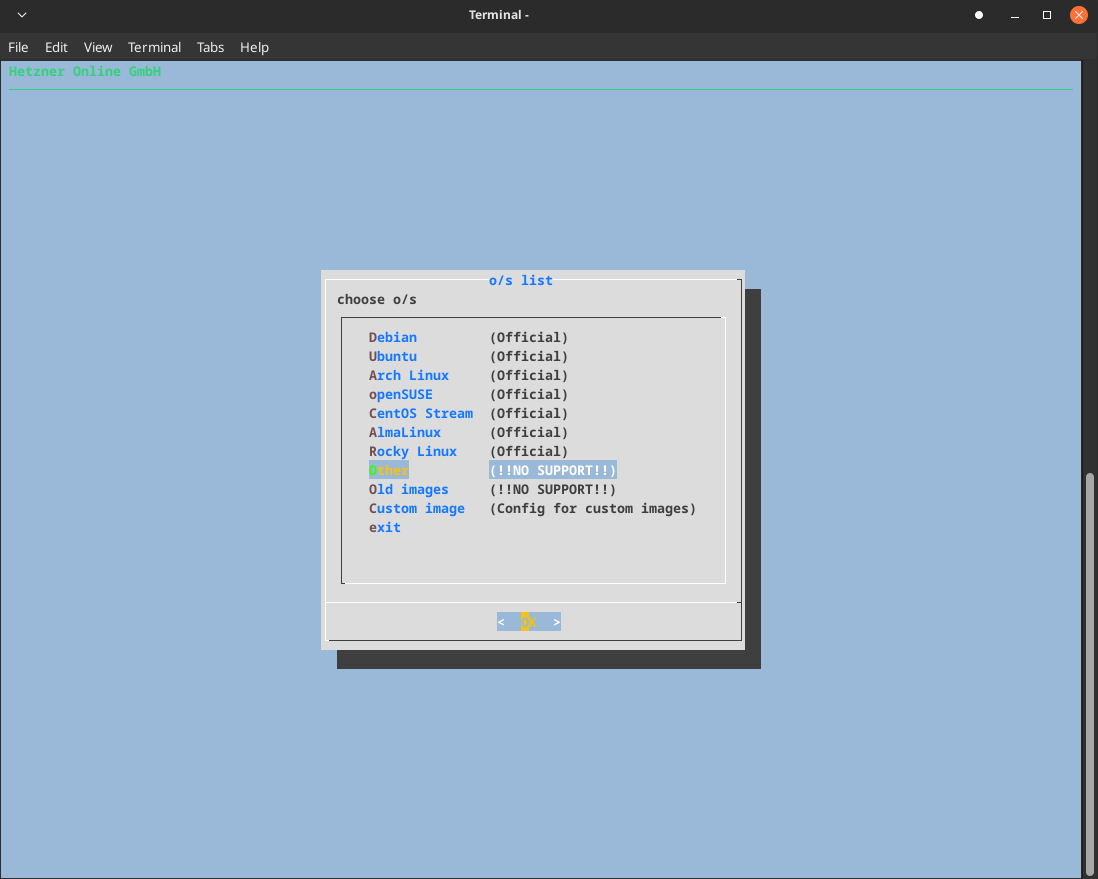 Terminal -
File Edit View Terminal Tabs Help
Hetzner Online GmbH
o/s list
choose o/s
Debian (Official)
Ubuntu (Official)
Arch Linux (Official)
openSUSE (Official)
CentOS Stream (Official)
AlmaLinux (Official)
Rocky Linux (Official)
Other (!!NO SUPPORT!!)
Old images (!!NO SUPPORT!!)
Custom image (Config for custom images)
exit
< OK >